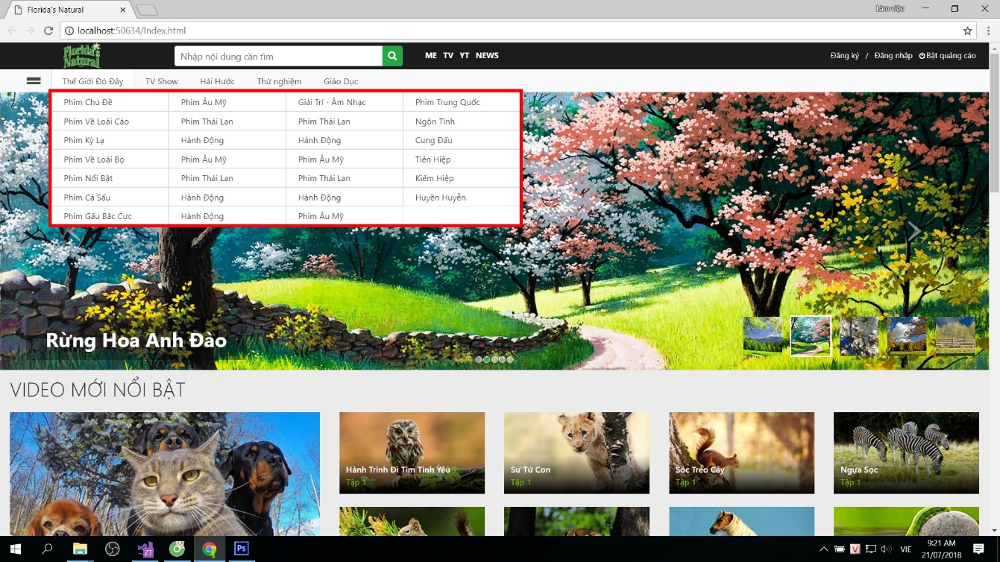 Florida's Natural
Làm việc
localhost:50634/Index.html
Florida's Natural
Nhập nội dung cần tìm
ME TV YT NEWS
Đăng ký / Đăng nhập Bật quảng cáo
Thế Giới Đó Đây TV Show Hài Hước Thử nghiệm Giáo Dục
Phim Chủ Đề Phim Âu Mỹ Giải Trí - Âm Nhạc Phim Trung Quốc
Phim Về Loài Cáo Phim Thái Lan Phim Thái Lan Ngôn Tình
Phim Kỳ Lạ Hành Động Hành Động Cung Đấu
Phim Về Loài Bọ Phim Âu Mỹ Phim Âu Mỹ Tiên Hiệp
Phim Nổi Bật Phim Thái Lan Phim Thái Lan Kiếm Hiệp
Phim Cá Sấu Hành Động Hành Động Huyền Huyễn
Phim Gấu Bắc Cực Hành Động Phim Âu Mỹ
Rừng Hoa Anh Đào
VIDEO MỚI NỔI BẬT
Hành Trình Đi Tìm Tình Yêu
Tập 1
Sư Tử Con
Tập 1
Sóc Trèo Cây
Tập 1
Ngựa Sọc
Tập 1
ZT
Ps
V
VIE
9:21 AM
21/07/2018